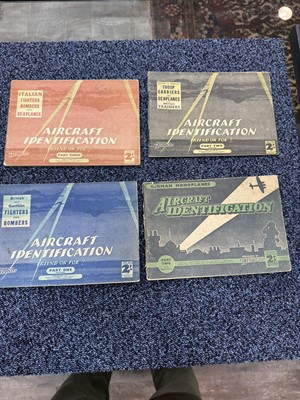 ITALIAN
FIGHTERS
BOMBERS
SEAPLANES
AIRCRAFT
IDENTIFICATION
FRIEND OR FOE
PART THREE
2/-
TROOP
CARRIERS
SEAPLANES
TRAINERS
AIRCRAFT
IDENTIFICATION
FRIEND OR FOE
PART TWO
2/-
British
and
German
FIGHTERS
and
BOMBERS
AIRCRAFT
IDENTIFICATION
FRIEND OR FOE
PART ONE
2/-
GERMAN MONOPLANES
AIRCRAFT
IDENTIFICATION
PART
TWO
2/-